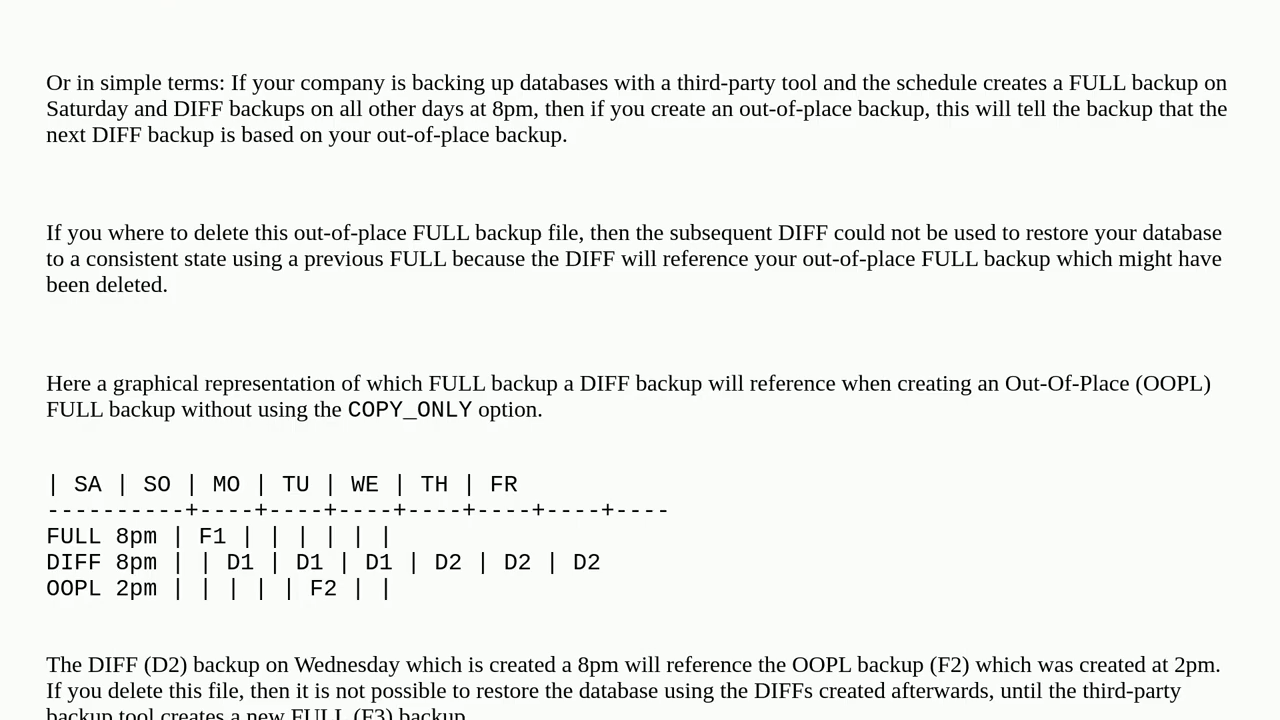 Or in simple terms: If your company is backing up databases with a third-party tool and the schedule creates a FULL backup on
Saturday and DIFF backups on all other days at 8pm, then if you create an out-of-place backup, this will tell the backup that the
next DIFF backup is based on your out-of-place backup.
If you where to delete this out-of-place FULL backup file, then the subsequent DIFF could not be used to restore your database
to a consistent state using a previous FULL because the DIFF will reference your out-of-place FULL backup which might have
been deleted.
Here a graphical representation of which FULL backup a DIFF backup will reference when creating an Out-Of-Place (OOPL)
FULL backup without using the COPY_ONLY option.
| SA | SO | MO | TU | WE | TH | FR
----------+----+----+----+----+----+----+----
FULL 8pm | F1 | | | | | |
DIFF 8pm | | D1 | D1 | D1 | D2 | D2 | D2
OOPL 2pm | | | | | F2 | |
The DIFF (D2) backup on Wednesday which is created a 8pm will reference the OOPL backup (F2) which was created at 2pm.
If you delete this file, then it is not possible to restore the database using the DIFFs created afterwards, until the third-party
backup tool creates a new FULL (F3) backup.